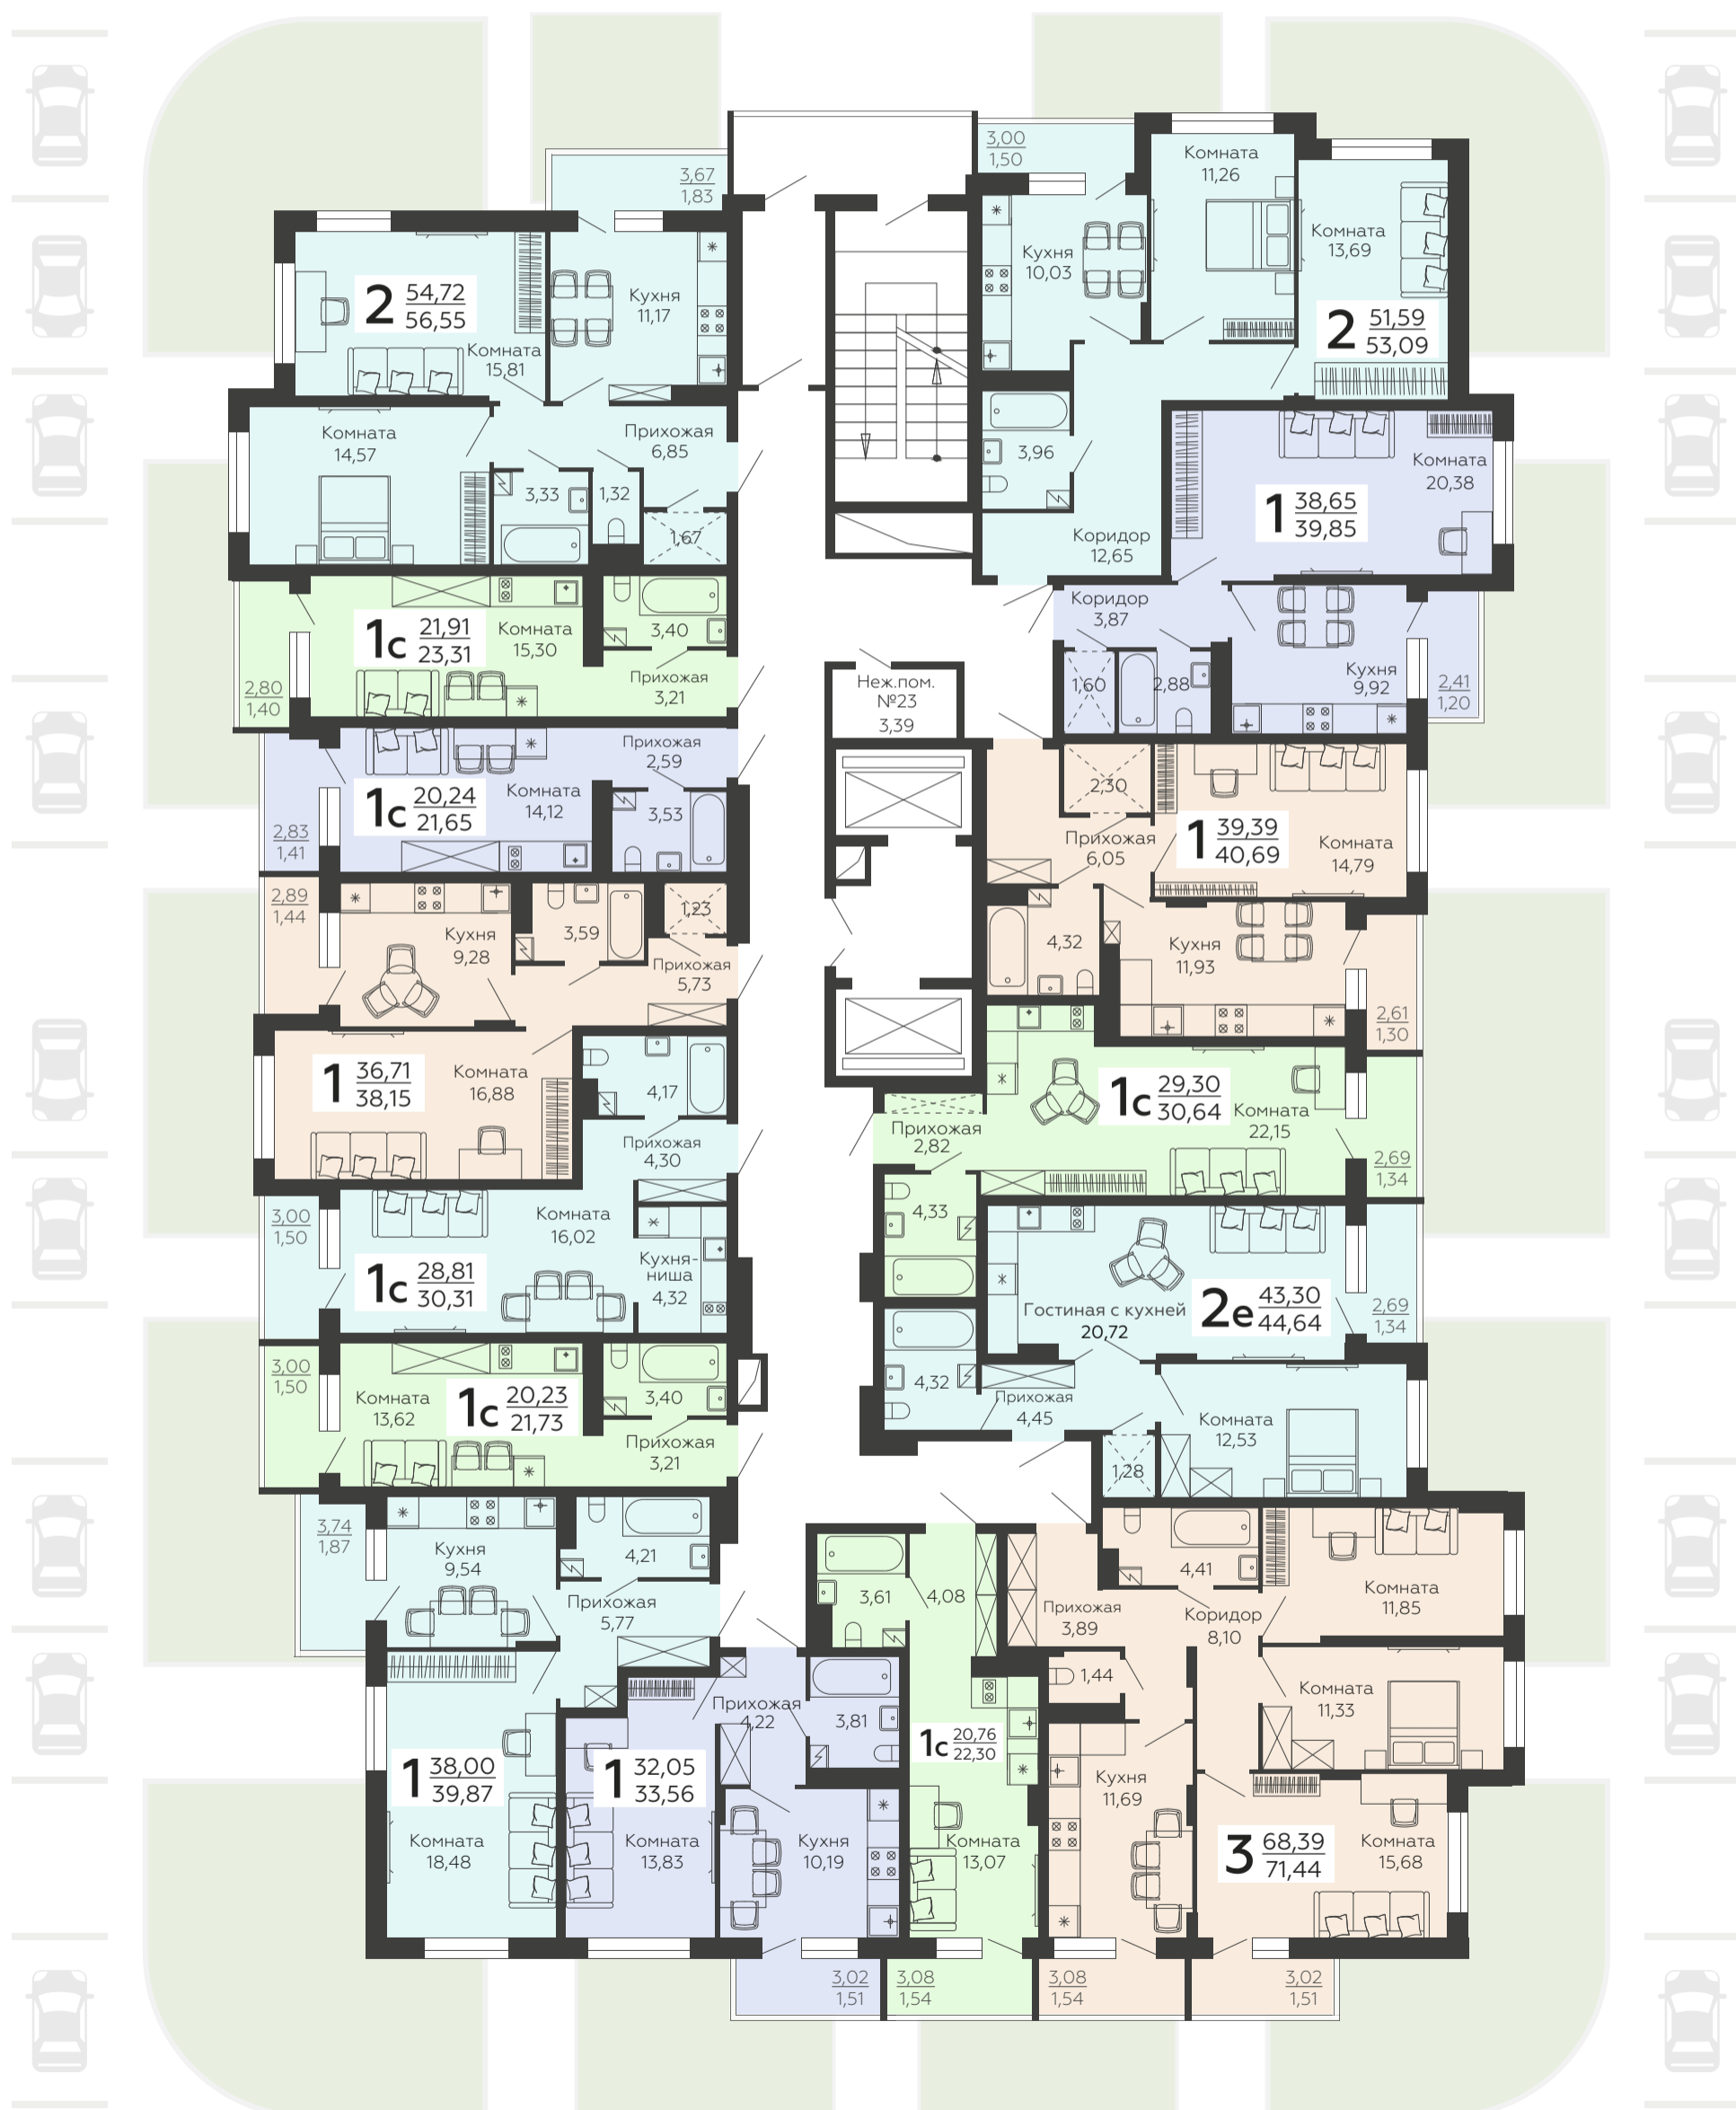 3,67
1,83
2 54,72
56,55
Комната
15,81
Кухня
11,17
Комната
14,57
Прихожая
6,85
3,33
1,32
1,67
1с 21,91
23,31
Комната
15,30
3,40
Прихожая
3,21
2,80
1,40
1с 20,24
21,65
Комната
14,12
Прихожая
2,59
3,53
2,83
1,41
2,89
1,44
Кухня
9,28
3,59
1,23
Прихожая
5,73
1 36,71
38,15
Комната
16,88
4,17
Прихожая
4,30
3,00
1,50
Комната
16,02
1с 28,81
30,31
Кухня-
ниша
4,32
3,00
1,50
Комната
13,62
1с 20,23
21,73
3,40
Прихожая
3,21
3,74
1,87
Кухня
9,54
4,21
Прихожая
5,77
1 38,00
39,87
Комната
18,48
1 32,05
33,56
Комната
13,83
Прихожая
4,22
3,81
Кухня
10,19
3,02
1,51
3,61
4,08
1с 20,76
22,30
Комната
13,07
3,08
1,54
3,00
1,50
Кухня
10,03
Комната
11,26
Комната
13,69
2 51,59
53,09
3,96
Коридор
12,65
Комната
20,38
1 38,65
39,85
Коридор
3,87
1,60
2,88
Кухня
9,92
2,41
1,20
Неж.пом.
№23
3,39
2,30
Прихожая
6,05
1 39,39
40,69
Комната
14,79
4,32
Кухня
11,93
2,61
1,30
1с 29,30
30,64
Комната
22,15
Прихожая
2,82
4,33
2,69
1,34
Гостиная с кухней
20,72
2е 43,30
44,64
2,69
1,34
4,32
Прихожая
4,45
Комната
12,53
1,28
4,41
Прихожая
3,89
Коридор
8,10
Комната
11,85
1,44
Комната
11,33
Кухня
11,69
3 68,39
71,44
Комната
15,68
3,08
1,54
3,02
1,51